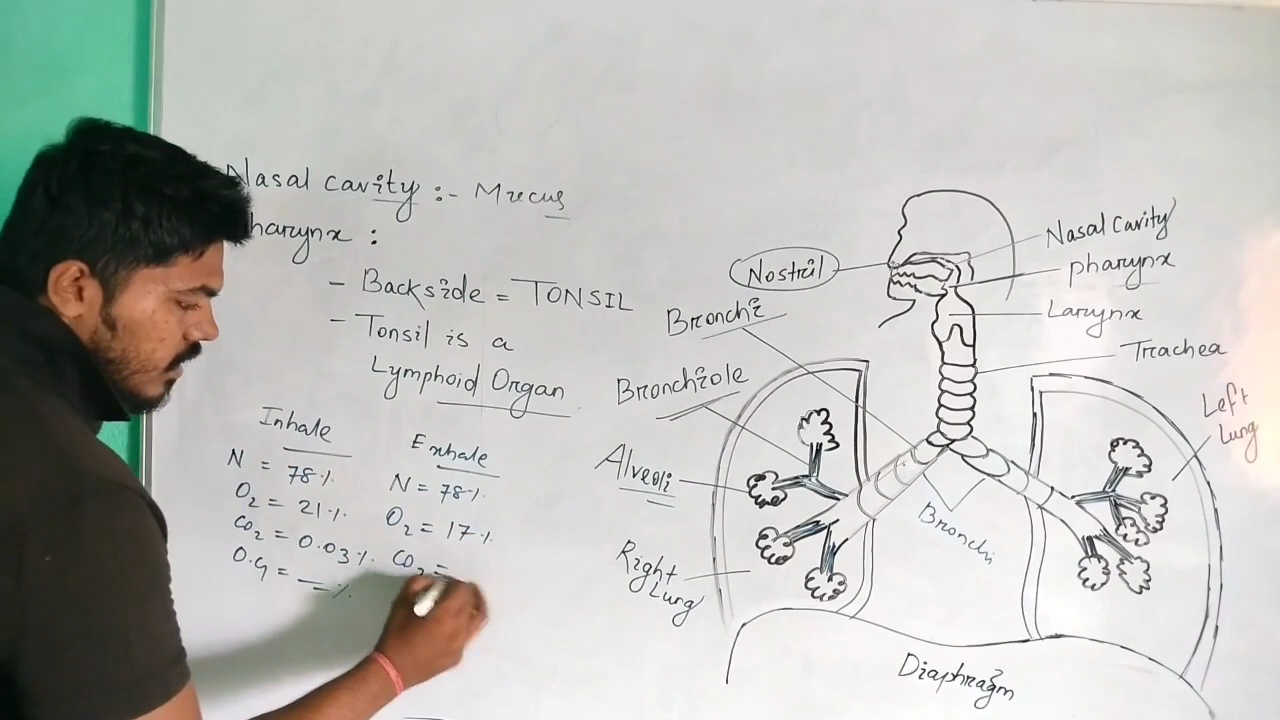 Nasal cavity :- Mucus
Pharynx :
- Backside = TONSIL
- Tonsil is a
Lymphoid Organ
Inhale
N = 78%
O2 = 21%
CO2 = 0.03%
O.G = _%
Exhale
N = 78%
O2 = 17%
CO2 =
Nostril
Bronchi
Bronchiole
Alveoli
Right
Lung
Nasal Cavity
pharynx
Larynx
Trachea
Left
Lung
Bronchi
Diaphragm